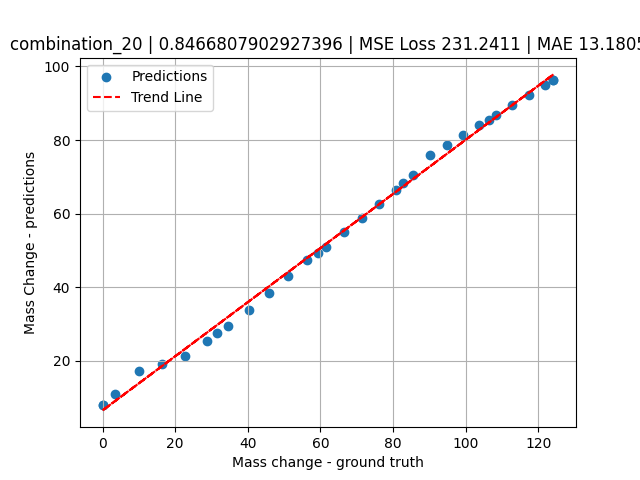 combination_20 | 0.8466807902927396 | MSE Loss 231.2411 | MAE 13.1805
Predictions
Trend Line
100
80
60
40
20
0 20 40 60 80 100 120
Mass Change - predictions
Mass change - ground truth